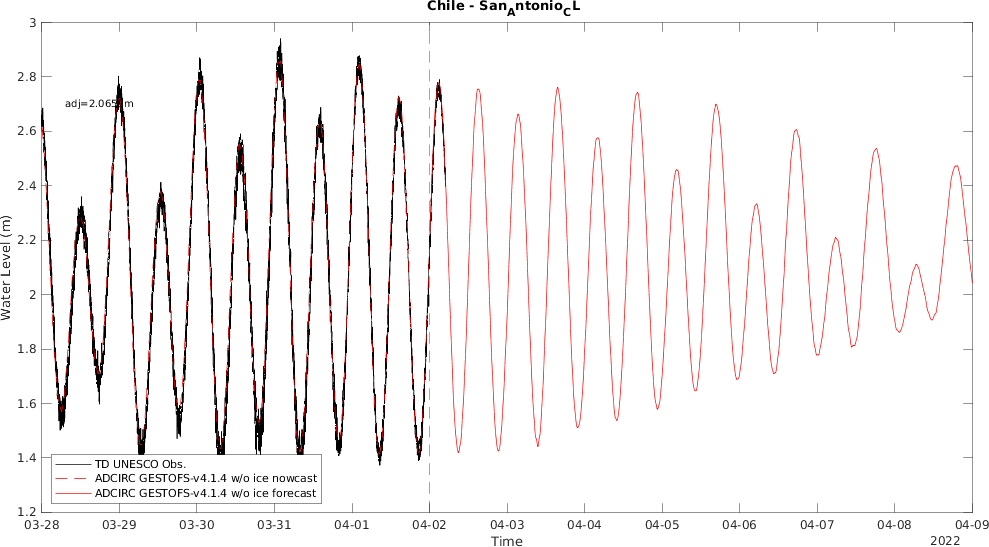 Chile - San_Antonio_CL
3
2.8
adj=2.065 m
2.6
2.4
2.2
2
1.8
1.6
1.4
1.2
Water Level (m)
TD UNESCO Obs.
ADCIRC GESTOFS-v4.1.4 w/o ice nowcast
ADCIRC GESTOFS-v4.1.4 w/o ice forecast
03-28 03-29 03-30 03-31 04-01 04-02 04-03 04-04 04-05 04-06 04-07 04-08 04-09
Time
2022